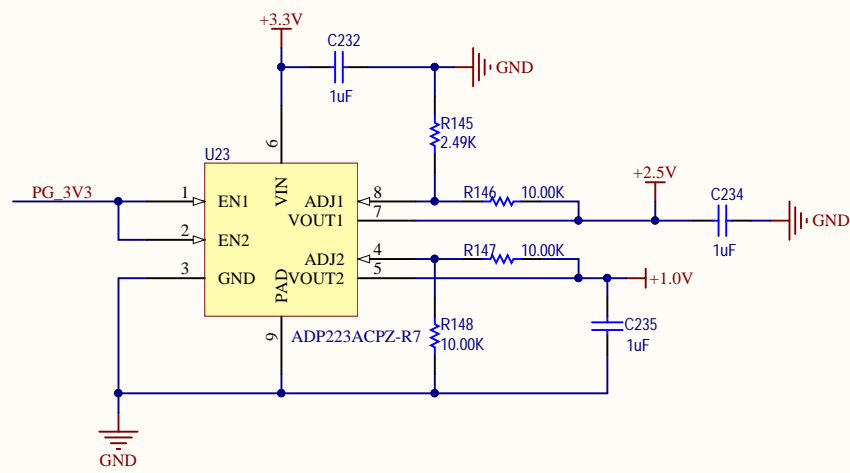 +3.3V
C232
1uF
GND
R145
2.49K
U23
6
VIN
PG_3V3
1
EN1
2
EN2
3
GND
ADJ1
8
VOUT1
7
ADJ2
4
VOUT2
5
PAD
9
ADP223ACPZ-R7
R146
10.00K
+2.5V
C234
1uF
GND
R147
10.00K
+1.0V
R148
10.00K
C235
1uF
GND